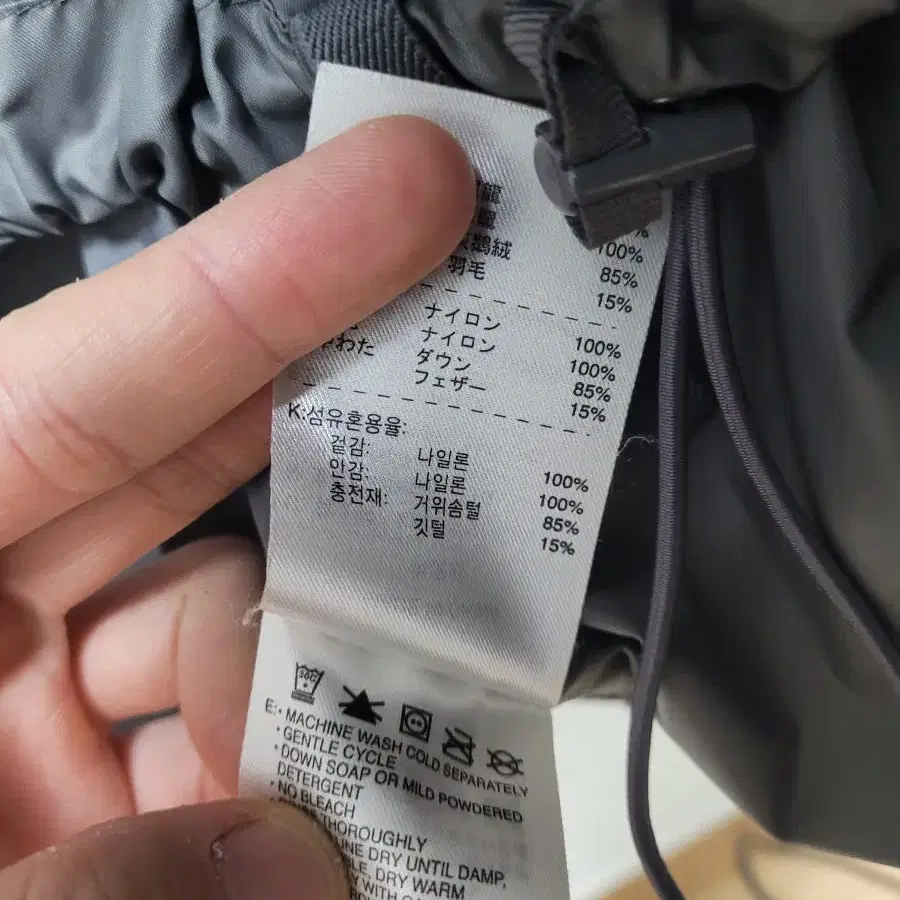 100%
鵝絨 85%
羽毛 15%
ナイロン 100%
わた ナイロン 100%
ダウン 85%
フェザー 15%
K:섬유혼용율:
겉감: 나일론 100%
안감: 나일론 100%
충전재: 거위솜털 85%
깃털 15%
30C
E:• MACHINE WASH COLD SEPARATELY
• GENTLE CYCLE
• DOWN SOAP OR MILD POWDERED
DETERGENT
• NO BLEACH
THOROUGHLY
LINE DRY UNTIL DAMP,
DRY WARM
WITH